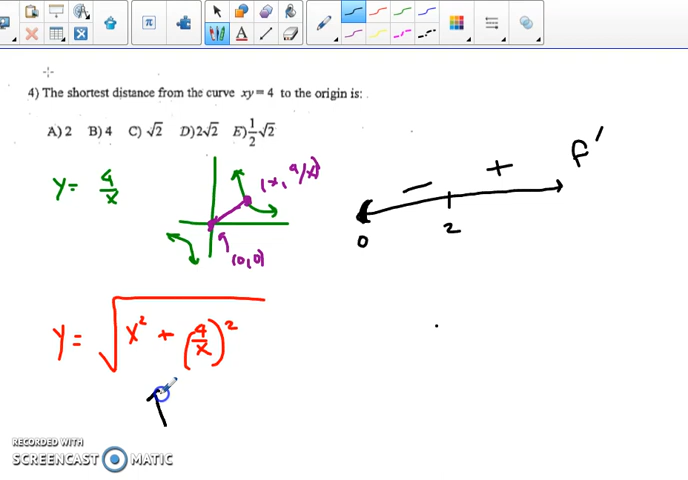 4) The shortest distance from the curve xy = 4 to the origin is:
A) 2 B) 4 C) √2 D) 2√2 E) 1/2 √2
y = 4/x
(x, 4/x)
(0,0)
− + f'
0 2
y = √(x² + (4/x)²)
RECORDED WITH
SCREENCAST MATIC